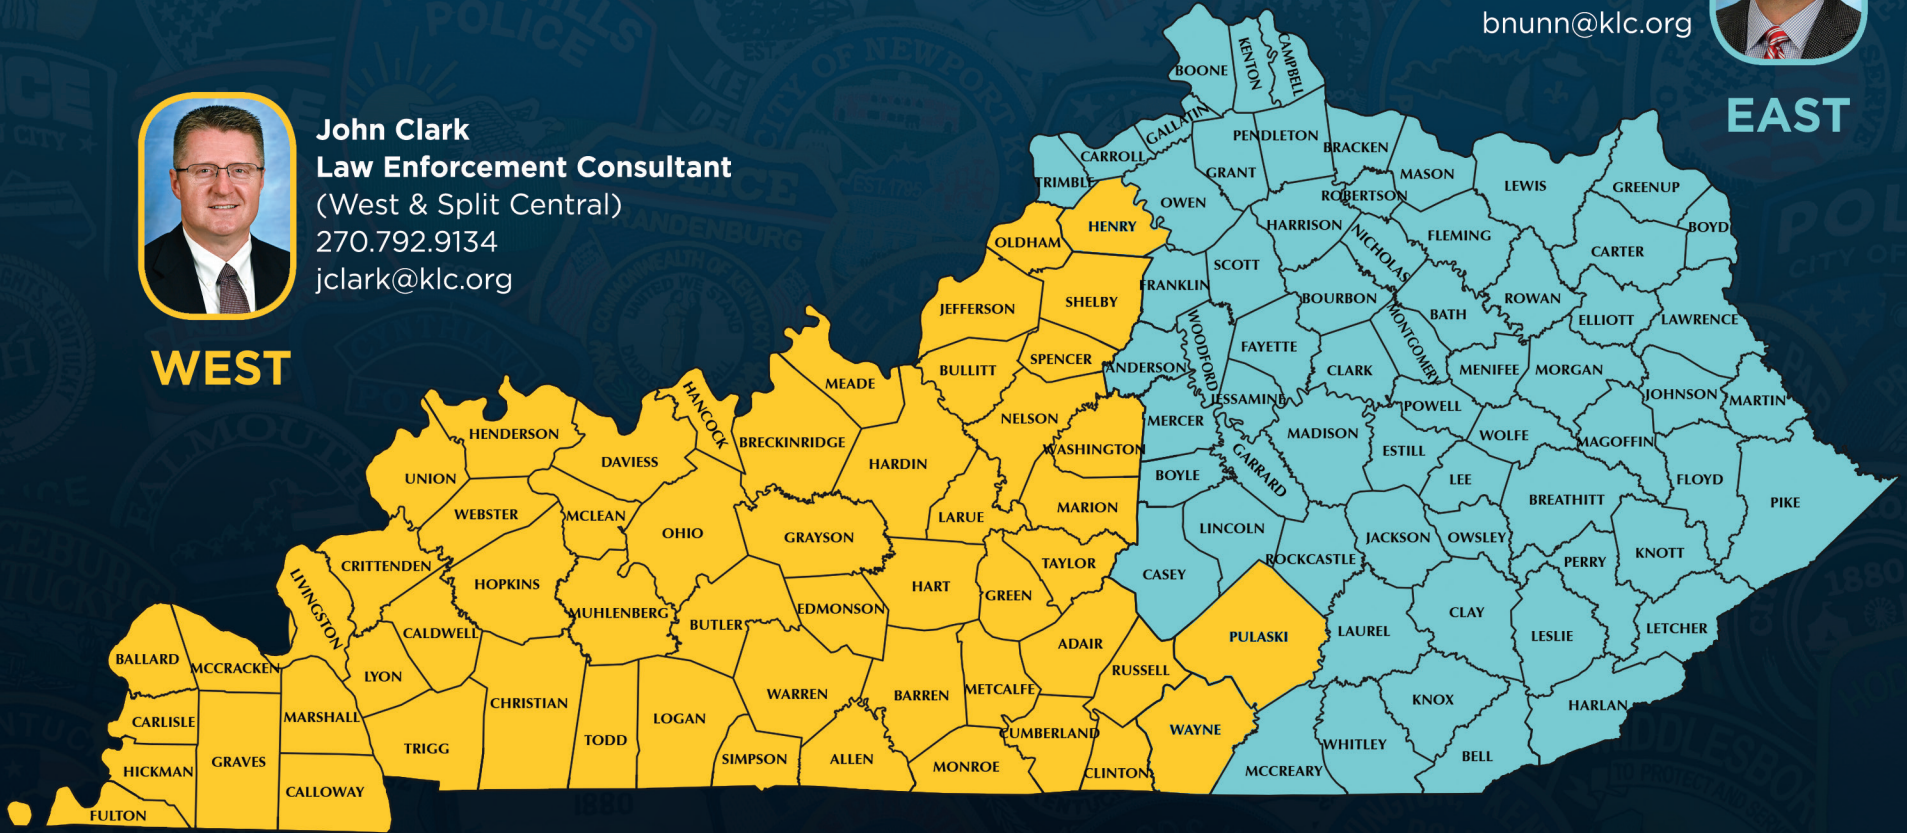 bnunn@klc.org
EAST
John Clark
Law Enforcement Consultant
(West & Split Central)
270.792.9134
jclark@klc.org
WEST
BOONE
KENTON
CAMPBELL
GALLATIN
PENDLETON
BRACKEN
CARROLL
GRANT
MASON
TRIMBLE
ROBERTSON
LEWIS
GREENUP
OWEN
HENRY
HARRISON
NICHOLAS
FLEMING
BOYD
OLDHAM
CARTER
SCOTT
FRANKLIN
JEFFERSON
SHELBY
BOURBON
BATH
ROWAN
ELLIOTT
LAWRENCE
WOODFORD
MONTGOMERY
FAYETTE
SPENCER
BULLITT
ANDERSON
CLARK
MENIFEE
MORGAN
MEADE
JOHNSON
MARTIN
HANCOCK
JESSAMINE
POWELL
NELSON
MERCER
HENDERSON
BRECKINRIDGE
WASHINGTON
MADISON
WOLFE
MAGOFFIN
DAVIESS
HARDIN
ESTILL
UNION
BOYLE
GARRARD
LEE
FLOYD
BREATHITT
PIKE
WEBSTER
MCLEAN
LARUE
MARION
OHIO
GRAYSON
LINCOLN
JACKSON
OWSLEY
KNOTT
CRITTENDEN
TAYLOR
ROCKCASTLE
PERRY
CASEY
LIVINGSTON
HOPKINS
HART
GREEN
MUHLENBERG
EDMONSON
CLAY
BUTLER
CALDWELL
ADAIR
PULASKI
LAUREL
LESLIE
LETCHER
BALLARD
MCCRACKEN
LYON
RUSSELL
CHRISTIAN
WARREN
BARREN
METCALFE
KNOX
HARLAN
CARLISLE
MARSHALL
LOGAN
WAYNE
CUMBERLAND
TRIGG
TODD
WHITLEY
SIMPSON
ALLEN
BELL
GRAVES
HICKMAN
MONROE
CLINTON
MCCREARY
CALLOWAY
FULTON
HILLS
POLICE
CITY OF NEWPORT KY
1880